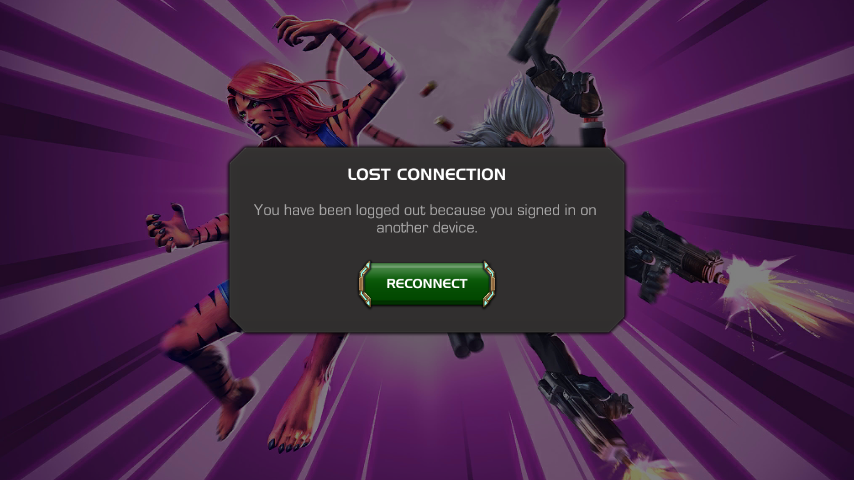 LOST CONNECTION
You have been logged out because you signed in on
another device.
RECONNECT